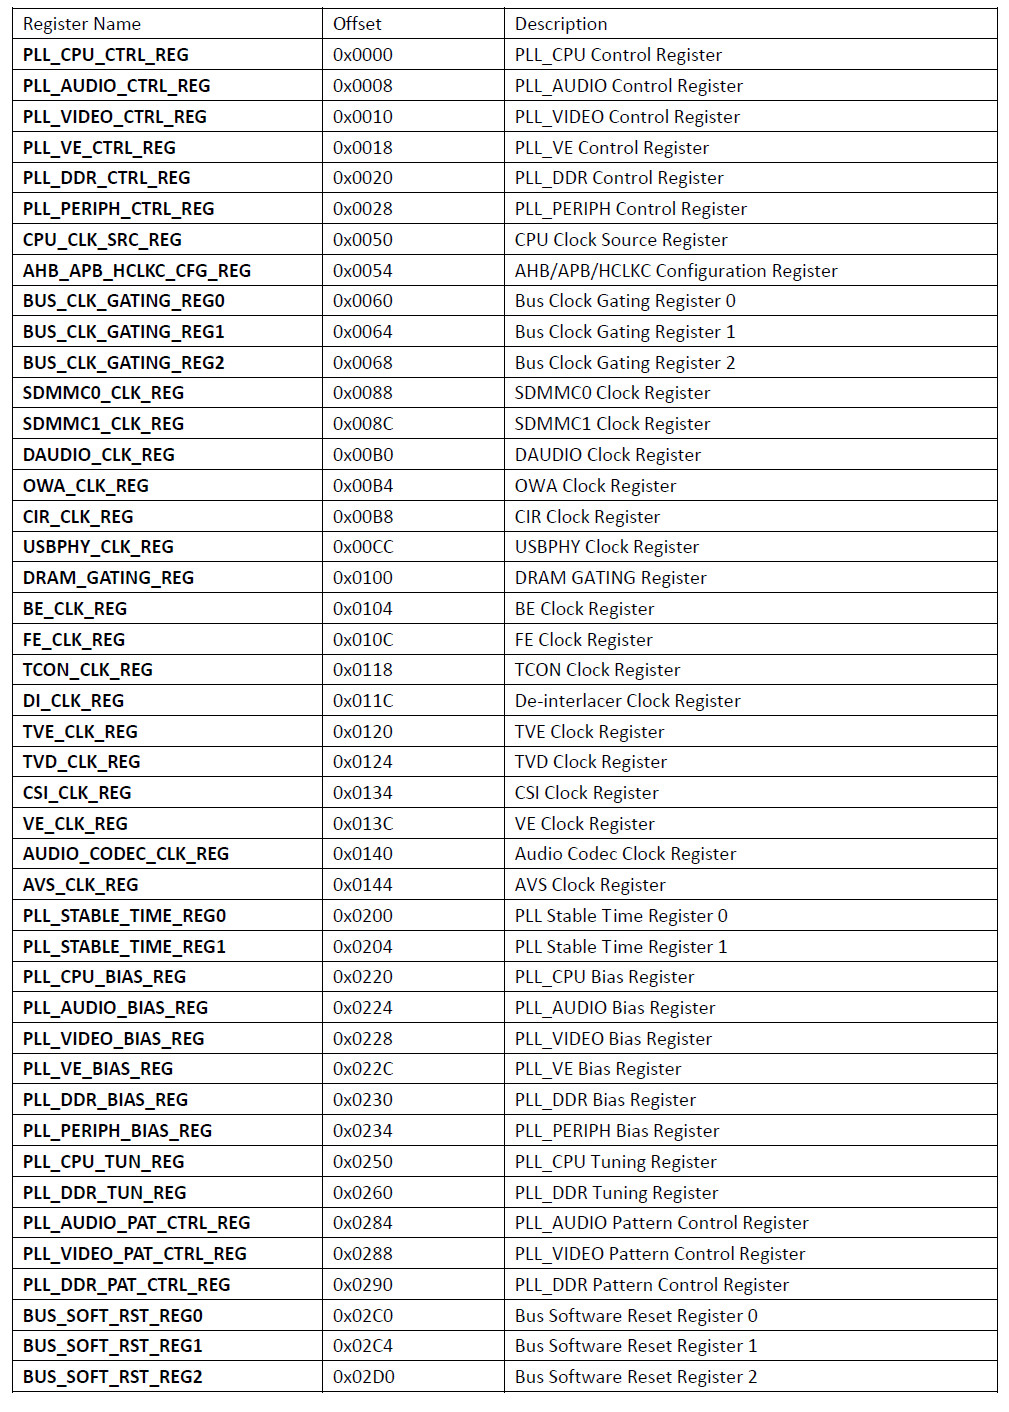 Register Name Offset Description
PLL_CPU_CTRL_REG 0x0000 PLL_CPU Control Register
PLL_AUDIO_CTRL_REG 0x0008 PLL_AUDIO Control Register
PLL_VIDEO_CTRL_REG 0x0010 PLL_VIDEO Control Register
PLL_VE_CTRL_REG 0x0018 PLL_VE Control Register
PLL_DDR_CTRL_REG 0x0020 PLL_DDR Control Register
PLL_PERIPH_CTRL_REG 0x0028 PLL_PERIPH Control Register
CPU_CLK_SRC_REG 0x0050 CPU Clock Source Register
AHB_APB_HCLKC_CFG_REG 0x0054 AHB/APB/HCLKC Configuration Register
BUS_CLK_GATING_REG0 0x0060 Bus Clock Gating Register 0
BUS_CLK_GATING_REG1 0x0064 Bus Clock Gating Register 1
BUS_CLK_GATING_REG2 0x0068 Bus Clock Gating Register 2
SDMMC0_CLK_REG 0x0088 SDMMC0 Clock Register
SDMMC1_CLK_REG 0x008C SDMMC1 Clock Register
DAUDIO_CLK_REG 0x00B0 DAUDIO Clock Register
OWA_CLK_REG 0x00B4 OWA Clock Register
CIR_CLK_REG 0x00B8 CIR Clock Register
USBPHY_CLK_REG 0x00CC USBPHY Clock Register
DRAM_GATING_REG 0x0100 DRAM GATING Register
BE_CLK_REG 0x0104 BE Clock Register
FE_CLK_REG 0x010C FE Clock Register
TCON_CLK_REG 0x0118 TCON Clock Register
DI_CLK_REG 0x011C De-interlacer Clock Register
TVE_CLK_REG 0x0120 TVE Clock Register
TVD_CLK_REG 0x0124 TVD Clock Register
CSI_CLK_REG 0x0134 CSI Clock Register
VE_CLK_REG 0x013C VE Clock Register
AUDIO_CODEC_CLK_REG 0x0140 Audio Codec Clock Register
AVS_CLK_REG 0x0144 AVS Clock Register
PLL_STABLE_TIME_REG0 0x0200 PLL Stable Time Register 0
PLL_STABLE_TIME_REG1 0x0204 PLL Stable Time Register 1
PLL_CPU_BIAS_REG 0x0220 PLL_CPU Bias Register
PLL_AUDIO_BIAS_REG 0x0224 PLL_AUDIO Bias Register
PLL_VIDEO_BIAS_REG 0x0228 PLL_VIDEO Bias Register
PLL_VE_BIAS_REG 0x022C PLL_VE Bias Register
PLL_DDR_BIAS_REG 0x0230 PLL_DDR Bias Register
PLL_PERIPH_BIAS_REG 0x0234 PLL_PERIPH Bias Register
PLL_CPU_TUN_REG 0x0250 PLL_CPU Tuning Register
PLL_DDR_TUN_REG 0x0260 PLL_DDR Tuning Register
PLL_AUDIO_PAT_CTRL_REG 0x0284 PLL_AUDIO Pattern Control Register
PLL_VIDEO_PAT_CTRL_REG 0x0288 PLL_VIDEO Pattern Control Register
PLL_DDR_PAT_CTRL_REG 0x0290 PLL_DDR Pattern Control Register
BUS_SOFT_RST_REG0 0x02C0 Bus Software Reset Register 0
BUS_SOFT_RST_REG1 0x02C4 Bus Software Reset Register 1
BUS_SOFT_RST_REG2 0x02D0 Bus Software Reset Register 2